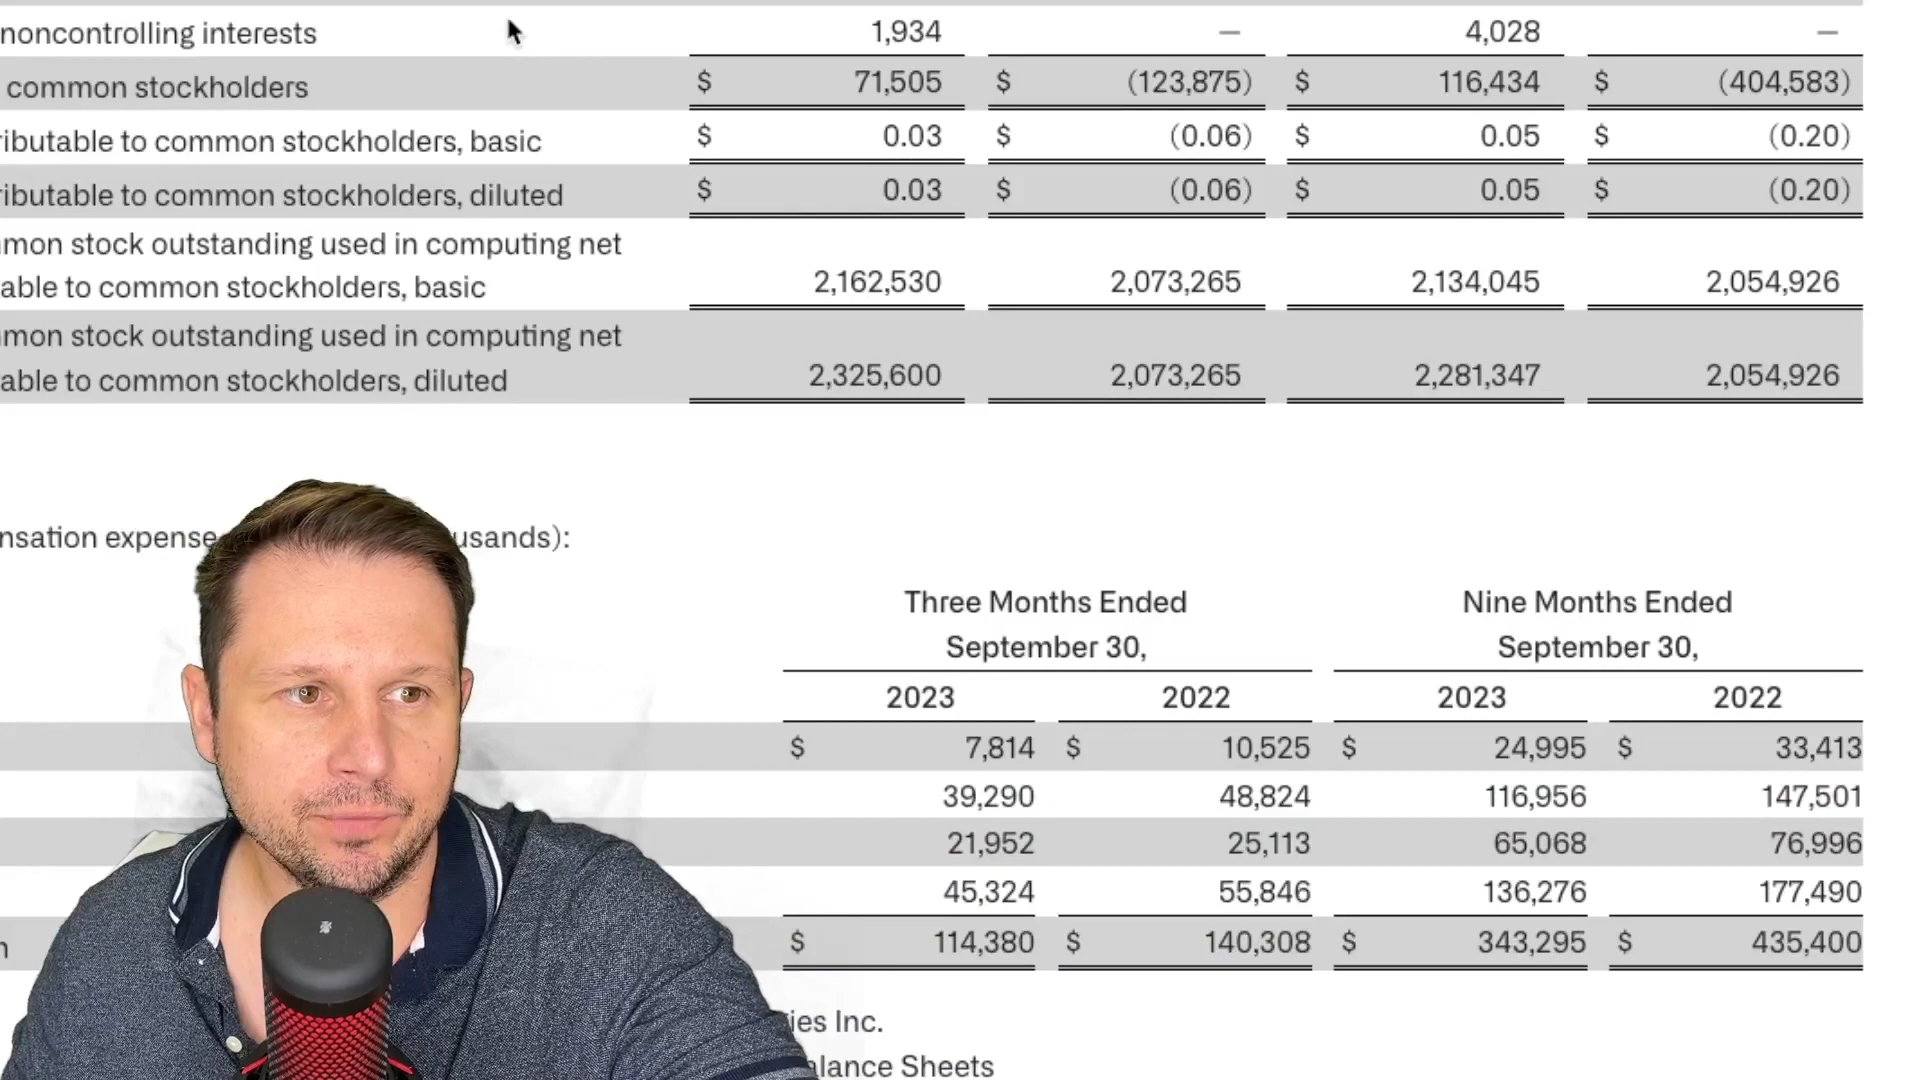 noncontrolling interests 1,934 — 4,028 —
common stockholders $ 71,505 $ (123,875) $ 116,434 $ (404,583)
ributable to common stockholders, basic $ 0.03 $ (0.06) $ 0.05 $ (0.20)
ributable to common stockholders, diluted $ 0.03 $ (0.06) $ 0.05 $ (0.20)
mmon stock outstanding used in computing net
able to common stockholders, basic 2,162,530 2,073,265 2,134,045 2,054,926
mmon stock outstanding used in computing net
able to common stockholders, diluted 2,325,600 2,073,265 2,281,347 2,054,926
nsation expense usands):
Three Months Ended Nine Months Ended
September 30, September 30,
2023 2022 2023 2022
$ 7,814 $ 10,525 $ 24,995 $ 33,413
39,290 48,824 116,956 147,501
21,952 25,113 65,068 76,996
45,324 55,846 136,276 177,490
n $ 114,380 $ 140,308 $ 343,295 $ 435,400
ies Inc.
alance Sheets